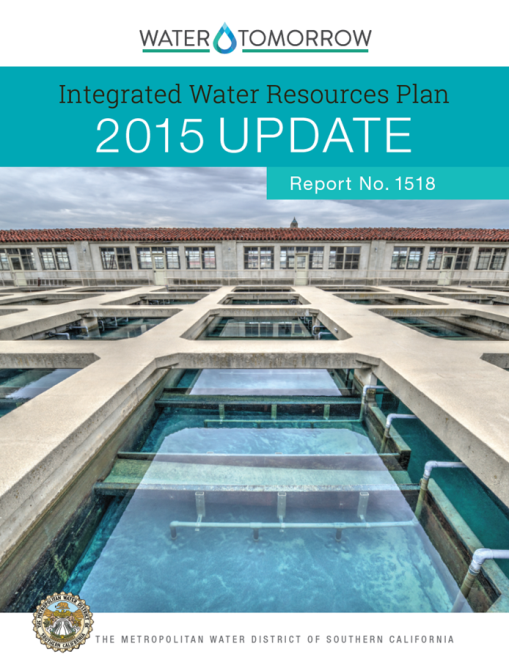 WATER TOMORROW
Integrated Water Resources Plan
2015 UPDATE
Report No. 1518
THE METROPOLITAN WATER DISTRICT OF SOUTHERN CALIFORNIA